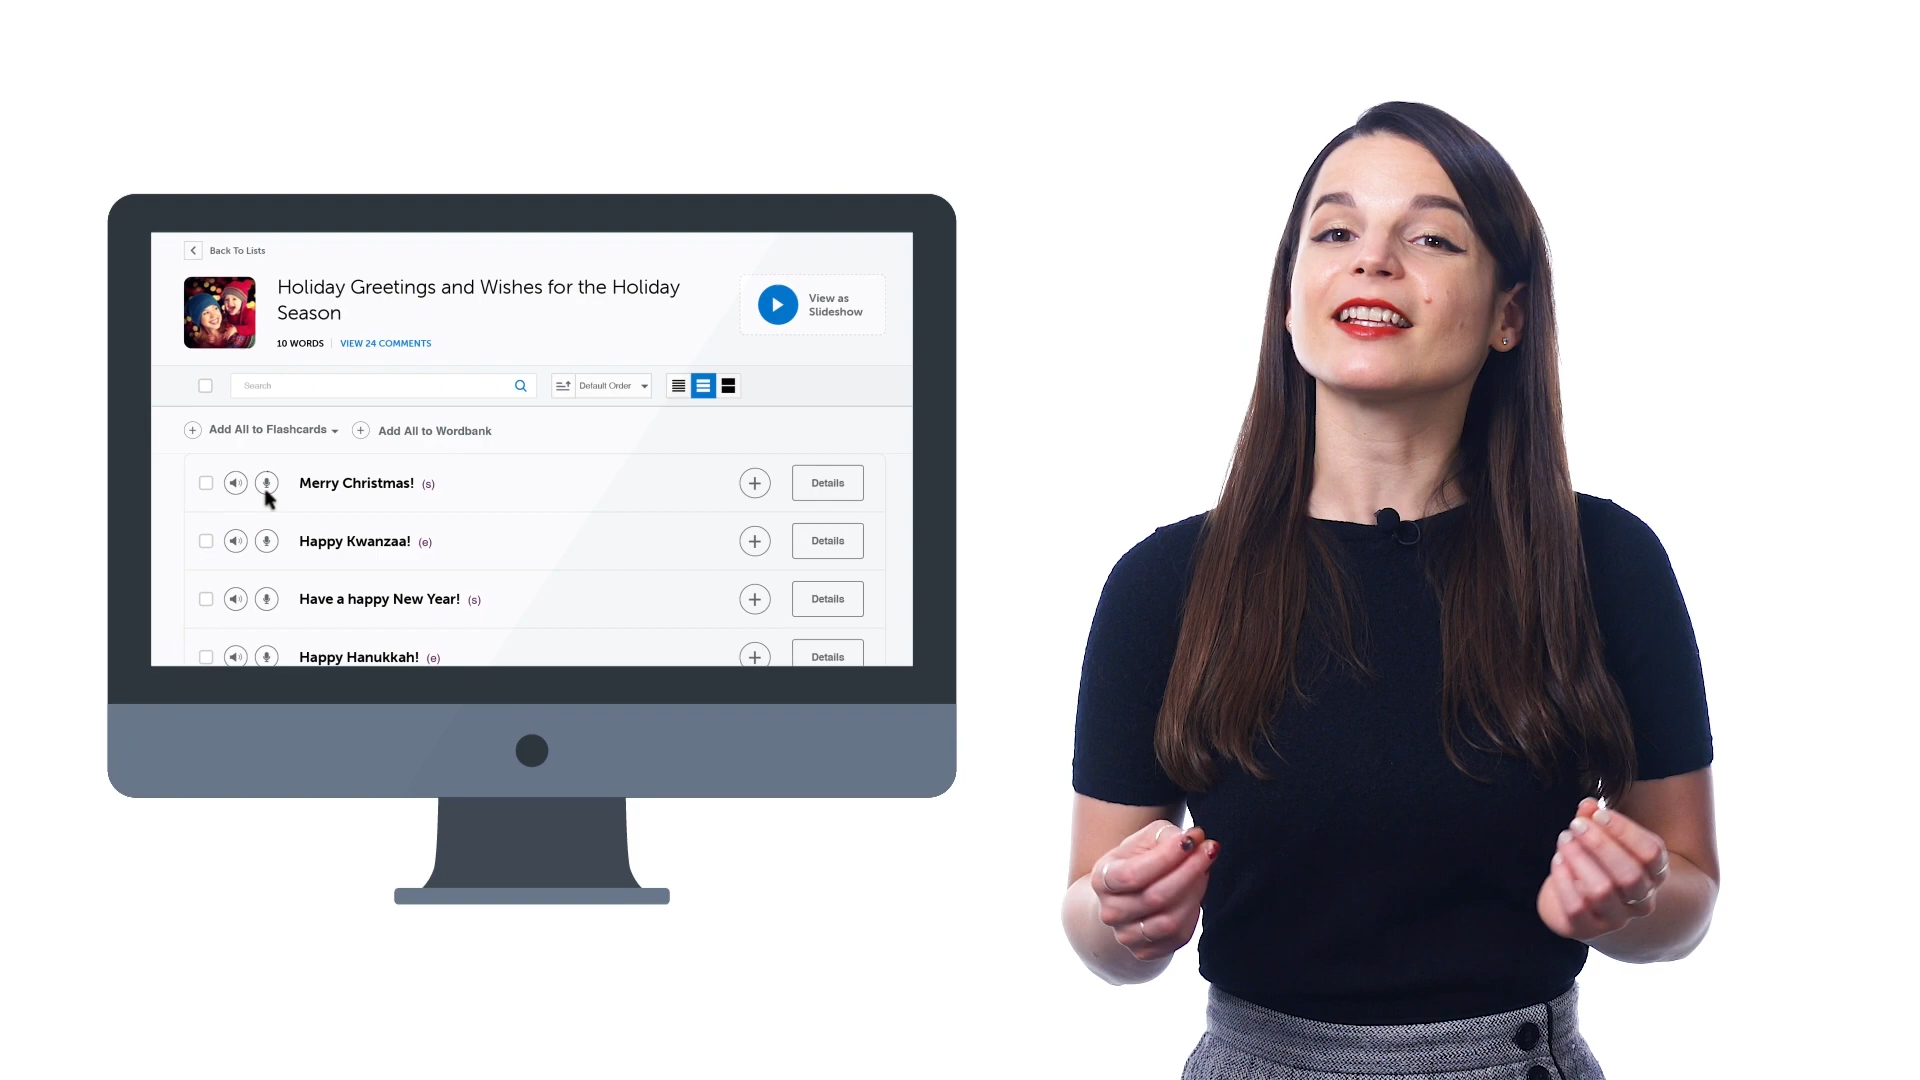 Back To Lists
Holiday Greetings and Wishes for the Holiday
Season
10 WORDS VIEW 24 COMMENTS
View as
Slideshow
Search
Default Order
Add All to Flashcards
Add All to Wordbank
Merry Christmas! (s)
Details
Happy Kwanzaa! (e)
Details
Have a happy New Year! (s)
Details
Happy Hanukkah! (e)
Details